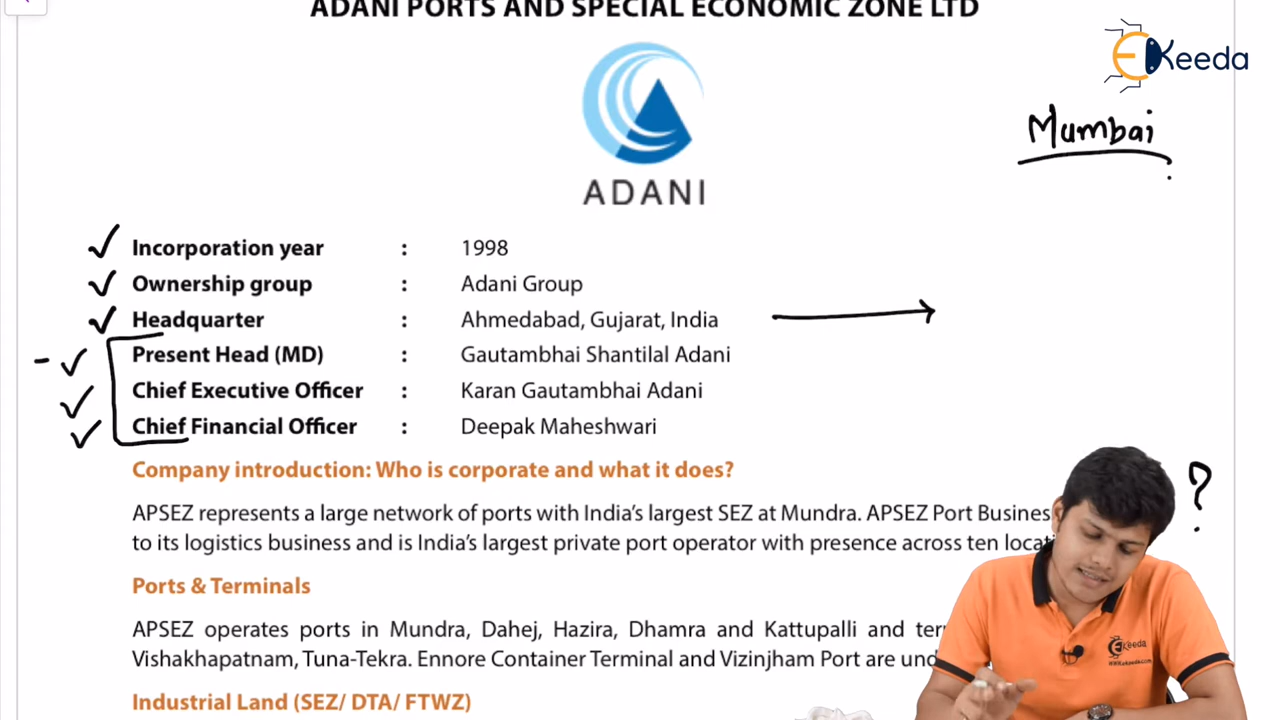 ADANI PORTS AND SPECIAL ECONOMIC ZONE LTD
EKeeda
Mumbai
ADANI
Incorporation year : 1998
Ownership group : Adani Group
Headquarter : Ahmedabad, Gujarat, India
Present Head (MD) : Gautambhai Shantilal Adani
Chief Executive Officer : Karan Gautambhai Adani
Chief Financial Officer : Deepak Maheshwari
Company introduction: Who is corporate and what it does?
?
APSEZ represents a large network of ports with India's largest SEZ at Mundra. APSEZ Port Busines
to its logistics business and is India's largest private port operator with presence across ten locati
Ports & Terminals
APSEZ operates ports in Mundra, Dahej, Hazira, Dhamra and Kattupalli and ter
EKeeda
Vishakhapatnam, Tuna-Tekra. Ennore Container Terminal and Vizinjham Port are und
Industrial Land (SEZ/ DTA/ FTWZ)